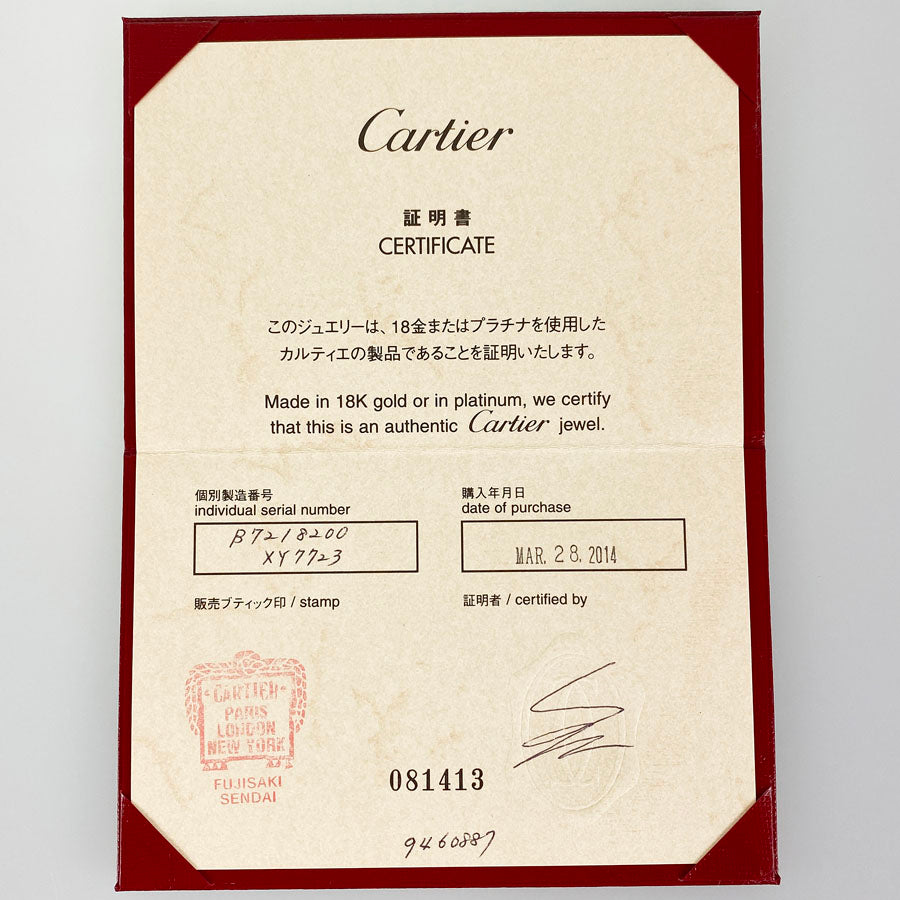 Cartier
証明書
CERTIFICATE
このジュエリーは、18金またはプラチナを使用した
カルティエの製品であることを証明いたします。
Made in 18K gold or in platinum, we certify
that this is an authentic Cartier jewel.
個別製造番号
individual serial number
B7218200
XY7723
購入年月日
date of purchase
MAR. 28. 2014
販売ブティック印 / stamp
証明者 / certified by
CARTIER
PARIS
LONDON
NEW YORK
FUJISAKI
SENDAI
081413
9460887